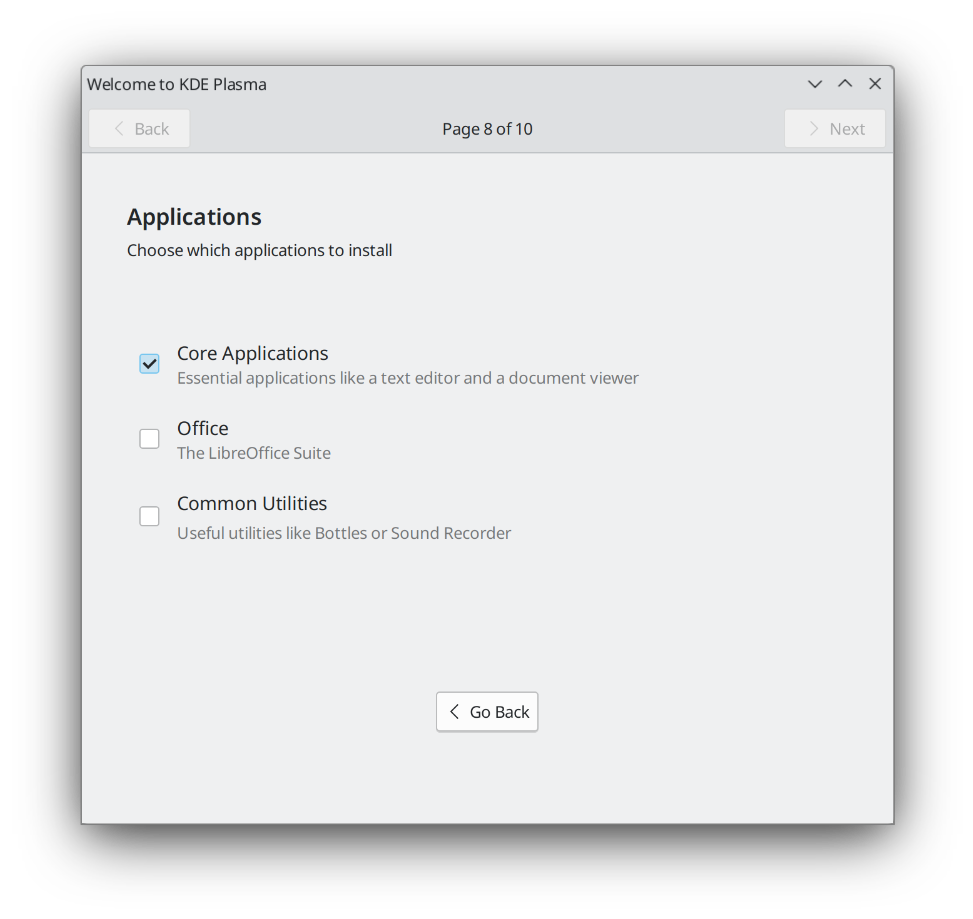 Welcome to KDE Plasma
Back
Page 8 of 10
Next
Applications
Choose which applications to install
Core Applications
Essential applications like a text editor and a document viewer
Office
The LibreOffice Suite
Common Utilities
Useful utilities like Bottles or Sound Recorder
Go Back